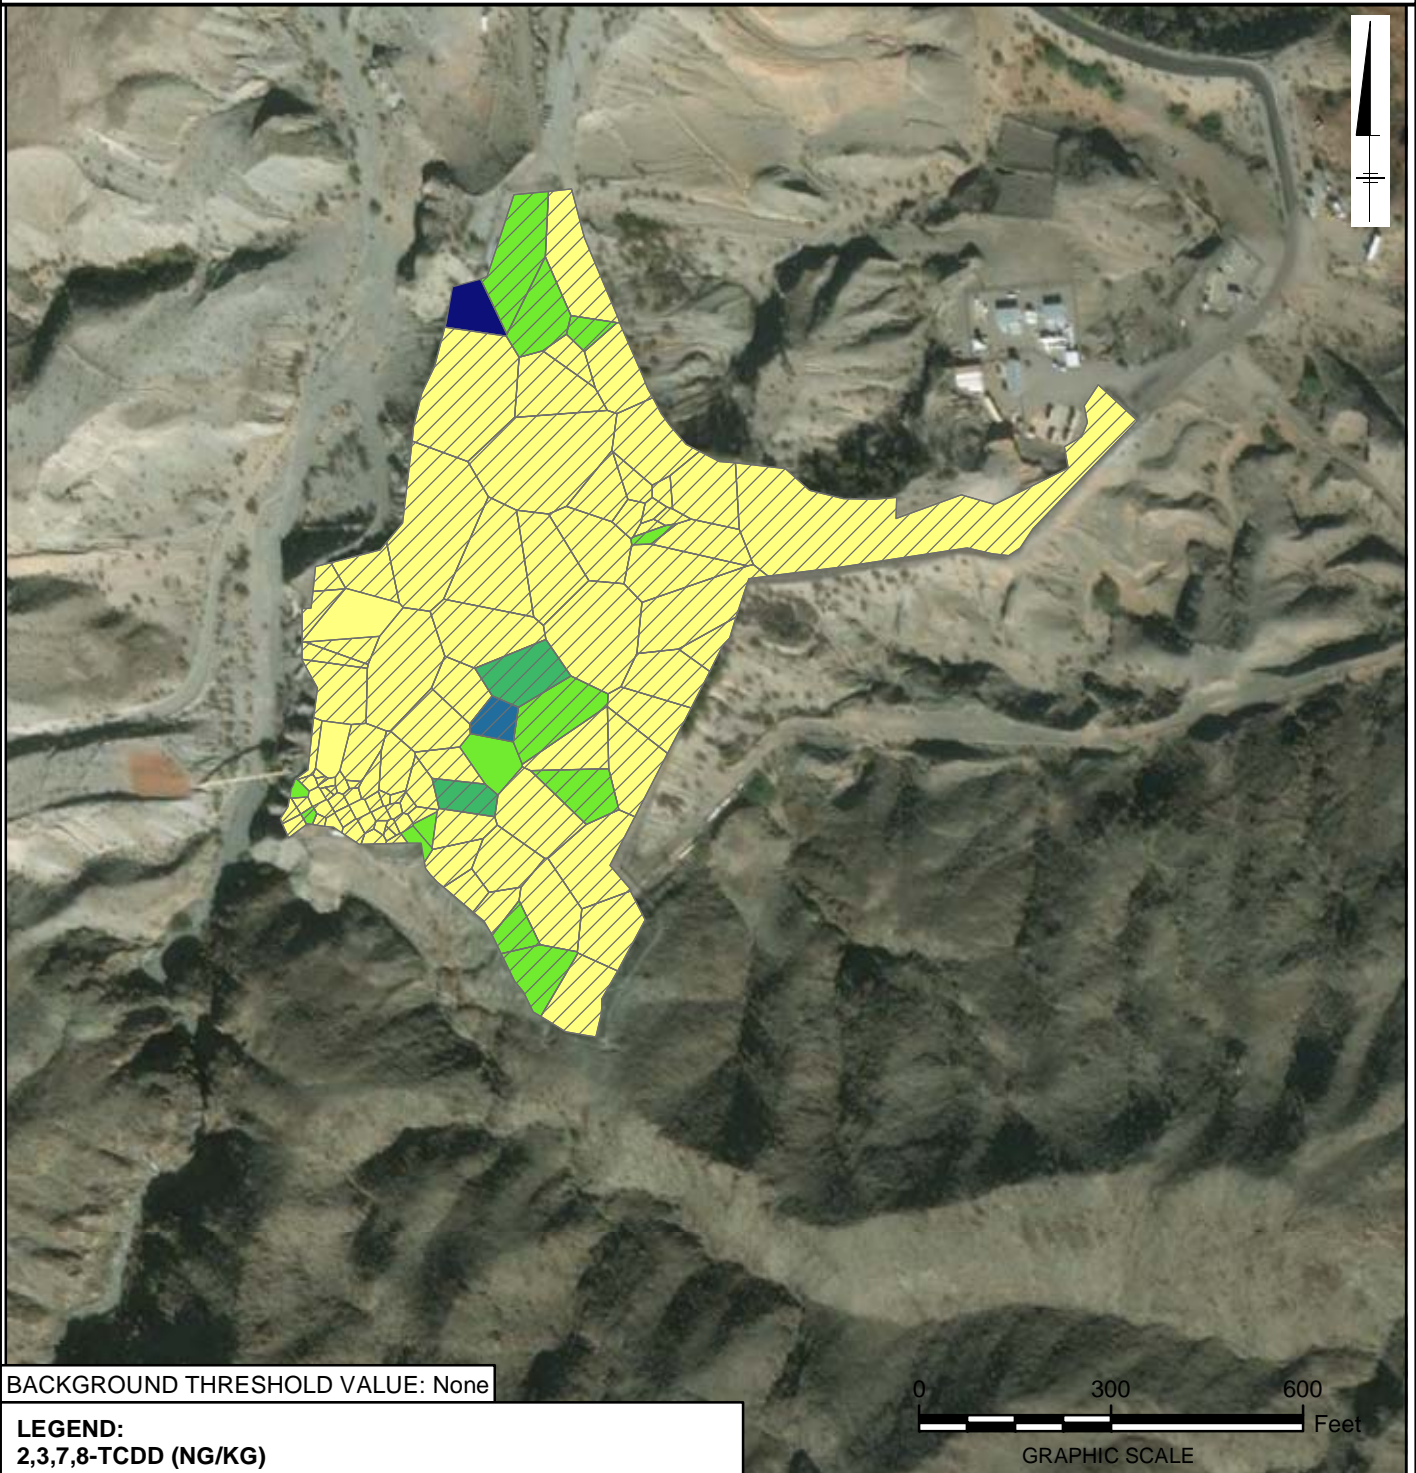 BACKGROUND THRESHOLD VALUE: None
0 300 600
Feet
GRAPHIC SCALE
LEGEND:
2,3,7,8-TCDD (NG/KG)